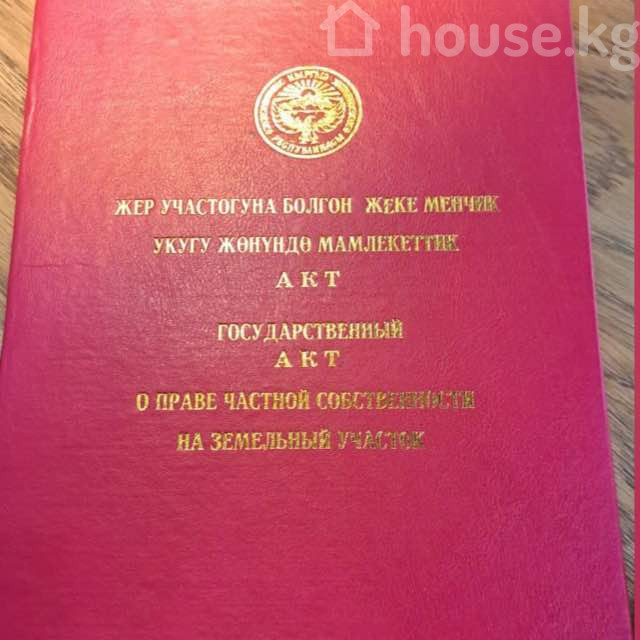 house.kg
ЖЕР УЧАСТОГУНА БОЛГОН ЖЕКЕ МЕНЧИК
УКУГУ ЖӨНҮНДӨ МАМЛЕКЕТТИК
АКТ
ГОСУДАРСТВЕННЫЙ
АКТ
О ПРАВЕ ЧАСТНОЙ СОБСТВЕННОСТИ
НА ЗЕМЕЛЬНЫЙ УЧАСТОК